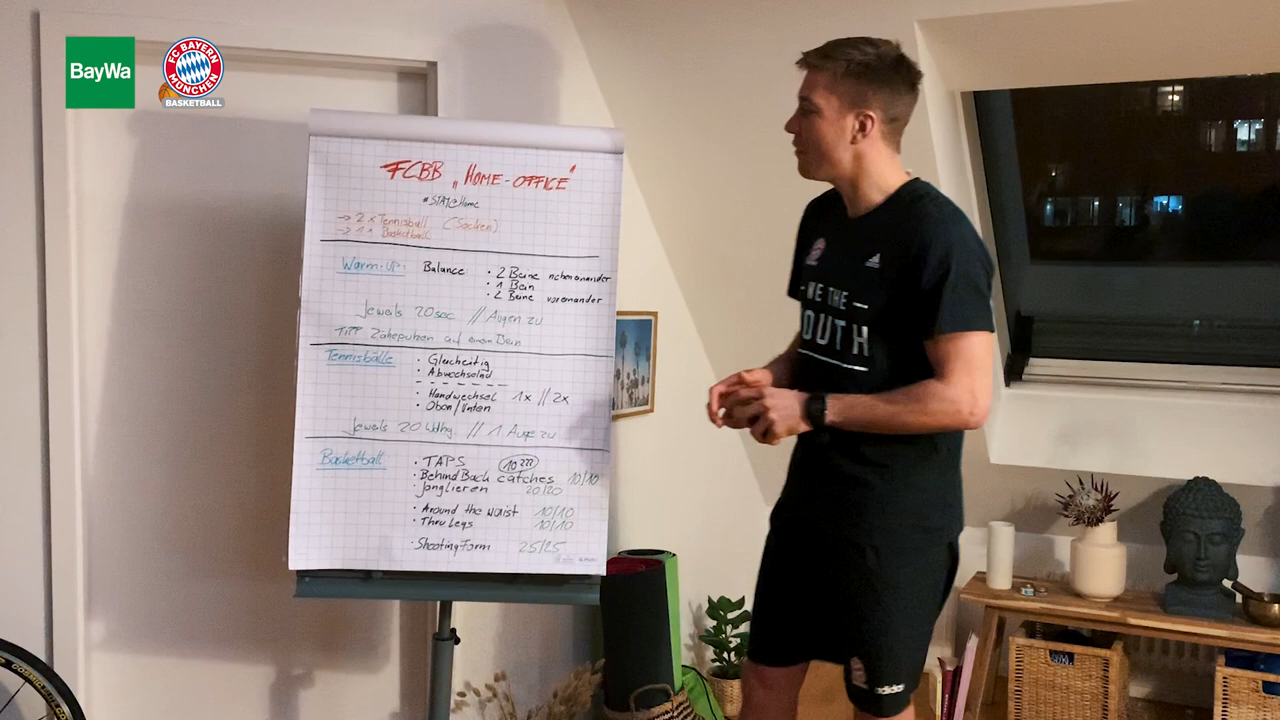 BayWa
FC BAYERN
MÜNCHEN
BASKETBALL
FCBB „HOME-OFFICE"
#STAY@Home
→ 2 x Tennisball (Socken)
→ 1 x Basketball
Warm-UP: Balance · 2 Beine nebeneinander
· 1 Bein
· 2 Beine voreinander
Jeweils 20sec // Augen zu
TIPP Zähneputzen auf einem Bein
Tennisbälle · Gleichzeitig
· Abwechselnd
· Handwechsel 1x // 2x
· Oben/Unten
Jeweils 20 Wdhg. // 1 Auge zu
Basketball · TAPS 10???
· Behind Back catches 10/10
Jonglieren 20/20
· Around the waist 10/10
· Thru Legs 10/10
· Shooting Form 25/25
WE THE
OUTH
adidas